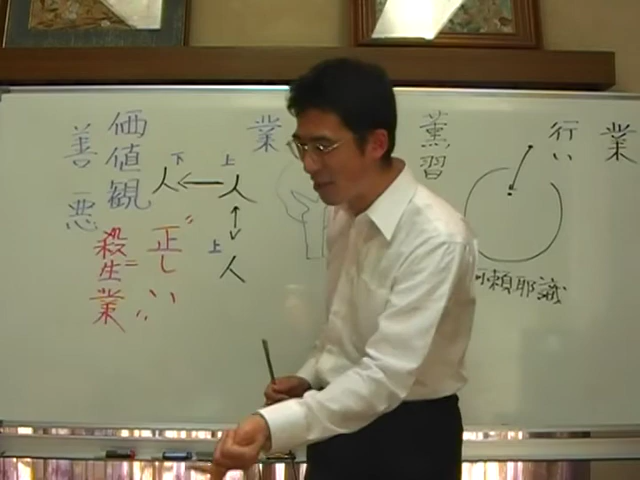 業
行い
薫習
頼耶識
業
上
人
下
人
上
人
価値観
善 悪
"正しい"
殺生業